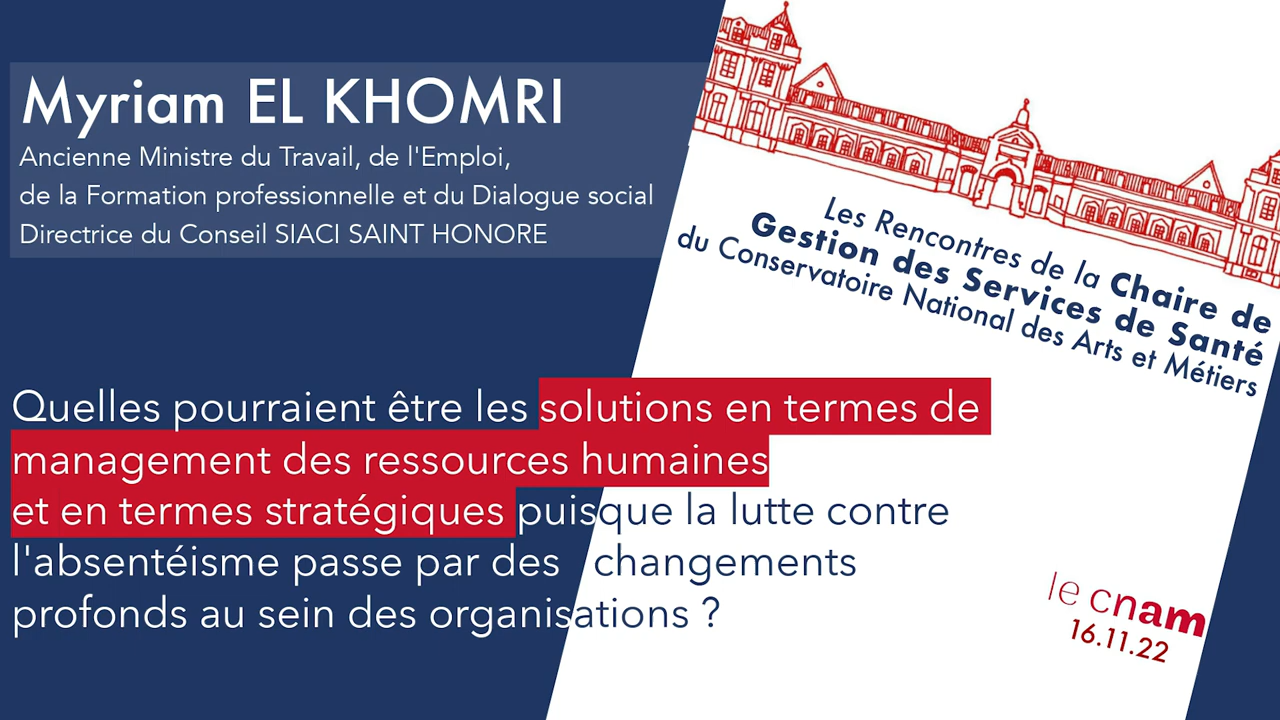 Myriam EL KHOMRI
Ancienne Ministre du Travail, de l'Emploi,
de la Formation professionnelle et du Dialogue social
Directrice du Conseil SIACI SAINT HONORE
Les Rencontres de la Chaire de
Gestion des Services de Santé
du Conservatoire National des Arts et Métiers
Quelles pourraient être les solutions en termes de
management des ressources humaines
et en termes stratégiques puisque la lutte contre
l'absentéisme passe par des changements
profonds au sein des organisations ?
le cnam
16.11.22